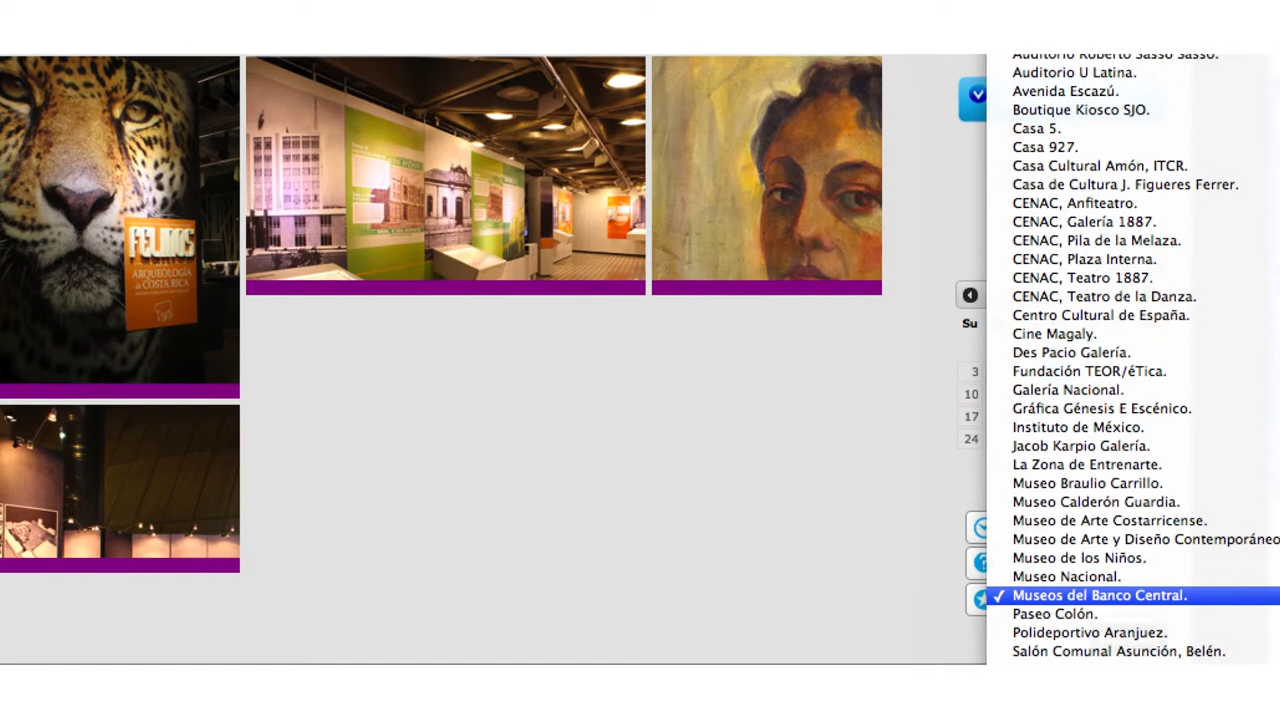 FELINOS
ARQUEOLOGÍA
de COSTA RICA
Su
3
10
17
24
Auditorio Roberto Sasso Sasso.
Auditorio U Latina.
Avenida Escazú.
Boutique Kiosco SJO.
Casa 5.
Casa 927.
Casa Cultural Amón, ITCR.
Casa de Cultura J. Figueres Ferrer.
CENAC, Anfiteatro.
CENAC, Galería 1887.
CENAC, Pila de la Melaza.
CENAC, Plaza Interna.
CENAC, Teatro 1887.
CENAC, Teatro de la Danza.
Centro Cultural de España.
Cine Magaly.
Des Pacio Galería.
Fundación TEOR/éTica.
Galería Nacional.
Gráfica Génesis E Escénico.
Instituto de México.
Jacob Karpio Galería.
La Zona de Entrenarte.
Museo Braulio Carrillo.
Museo Calderón Guardia.
Museo de Arte Costarricense.
Museo de Arte y Diseño Contemporáneo
Museo de los Niños.
Museo Nacional.
✓ Museos del Banco Central.
Paseo Colón.
Polideportivo Aranjuez.
Salón Comunal Asunción, Belén.